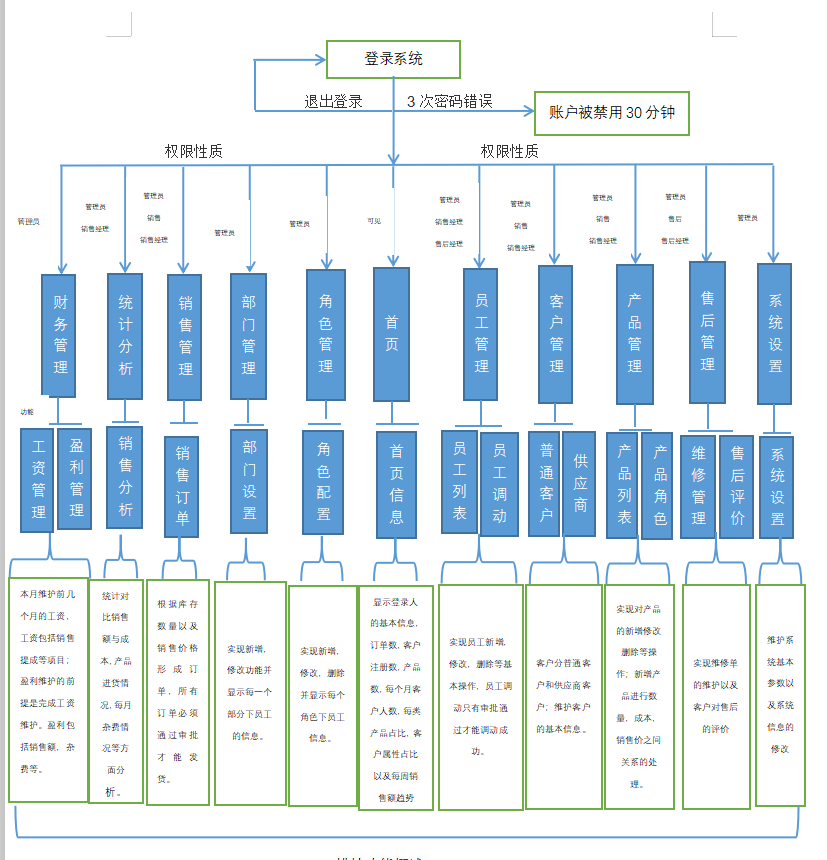 登录系统
退出登录
3 次密码错误
账户被禁用 30 分钟
权限性质
权限性质
管理员
管理员
销售经理
管理员
销售
销售经理
管理员
管理员
可见
管理员
销售经理
售后经理
管理员
销售
销售经理
管理员
销售
销售经理
管理员
售后
售后经理
管理员
财务管理
统计分析
销售管理
部门管理
角色管理
首页
员工管理
客户管理
产品管理
售后管理
系统设置
功能
工资管理
盈利管理
销售分析
销售订单
部门设置
角色配置
首页信息
员工列表
员工调动
普通客户
供应商
产品列表
产品角色
维修管理
售后评价
系统设置
本月维护前几
个月的工资，
工资包括销售
提成等项目；
盈利维护的前
提是完成工资
维护。盈利包
括销售额，杂
费等。
统计对
比销售
额与成
本，产品
进货情
况，每月
杂费情
况等方
面分
析。
根据库存
数量以及
销售价格
形成订
单，所有
订单必须
通过审批
才能发
货。
实现新增，
修改功能并
显示每一个
部分下员工
的信息。
实现新增，
修改，删除
并显示每个
角色下员工
信息。
显示登录人
的基本信息，
订单数，客户
注册数，产品
数，每个月客
户人数，每类
产品占比，客
户属性占比
以及每周销
售额趋势
实现员工新增，
修改，删除等基
本操作，员工调
动只有审批通
过才能调动成
功。
客户分普通客
户和供应商客
户；维护客户
的基本信息。
实现对产品
的新增修改
删除等操
作；新增产
品进行数
量，成本，
销售价之间
关系的处
理。
实现维修单
的维护以及
客户对售后
的评价
维护系
统基本
参数以
及系统
信息的
修改